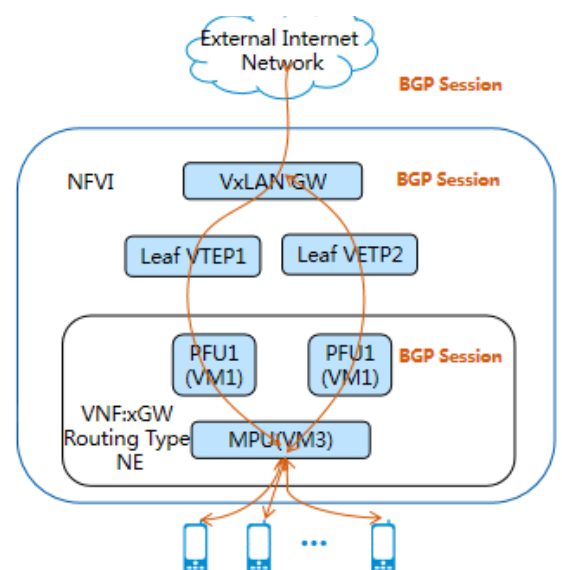 External Internet
Network
BGP Session
NFVI
VxLAN GW
BGP Session
Leaf VTEP1
Leaf VETP2
PFU1
(VM1)
PFU1
(VM1)
BGP Session
VNF:xGW
Routing Type
NE
MPU(VM3)
...